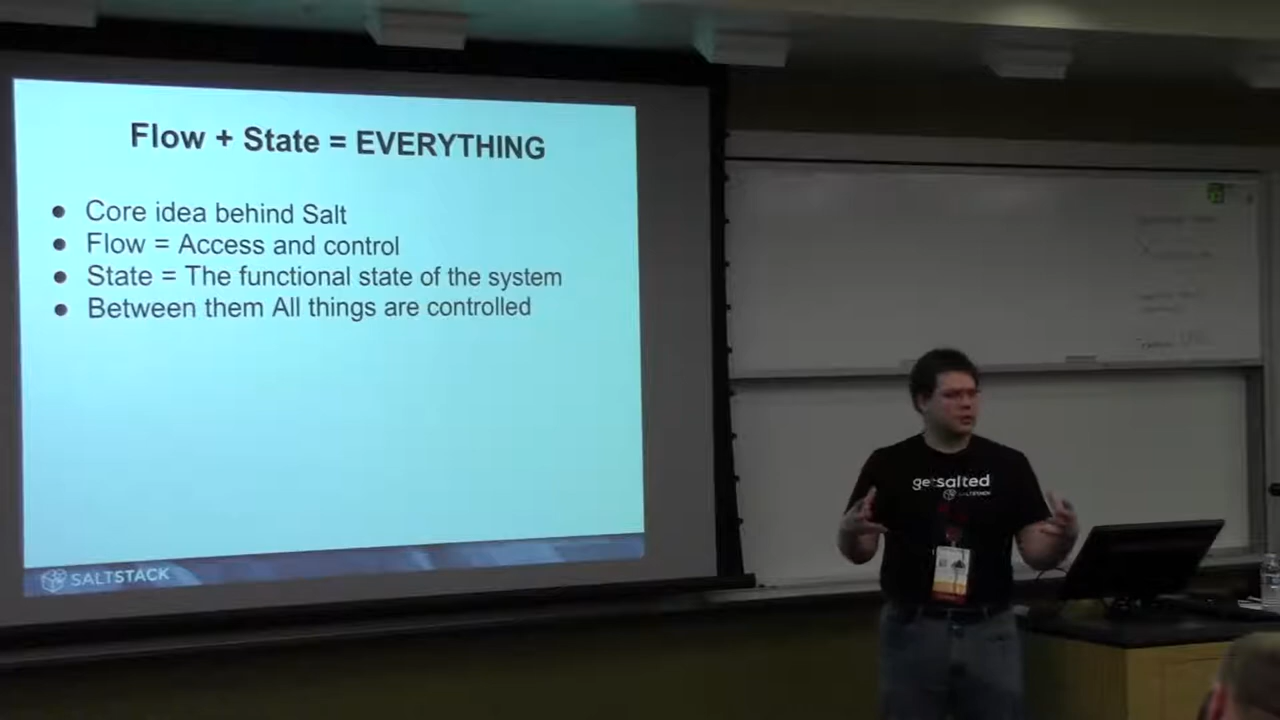 Flow + State = EVERYTHING
● Core idea behind Salt
● Flow = Access and control
● State = The functional state of the system
● Between them All things are controlled
SALTSTACK
getsalted
SALTSTACK